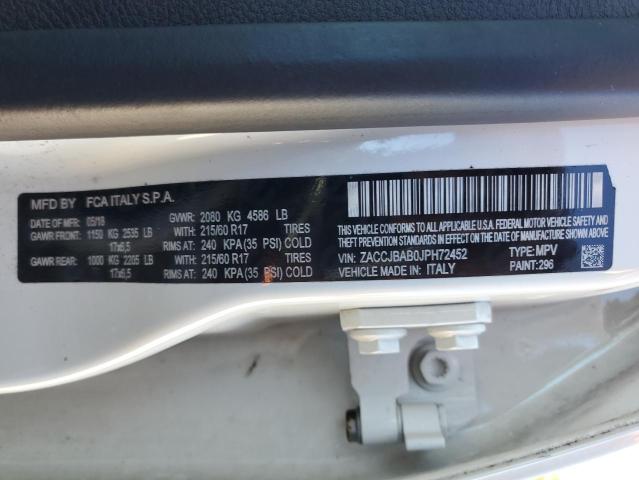 MFD BY FCA ITALY S.P.A.
DATE OF MFR 05/18 GVWR: 2080 KG 4586 LB
GAWR FRONT: 1150 KG 2535 LB WITH: 215/60 R17 TIRES
17x6,5 RIMS AT: 240 KPA (35 PSI) COLD
GAWR REAR: 1000 KG 2205 LB WITH: 215/60 R17 TIRES
17x6,5 RIMS AT: 240 KPA (35 PSI) COLD
THIS VEHICLE CONFORMS TO ALL APPLICABLE U.S.A. FEDERAL MOTOR VEHICLE SAFETY, BUMPER AND
THEFT PREVENTION STANDARDS IN EFFECT ON THE DATE OF MANUFACTURE SHOWN ABOVE.
VIN: ZACCJBAB0JPH72452 TYPE: MPV
VEHICLE MADE IN: ITALY PAINT: 296